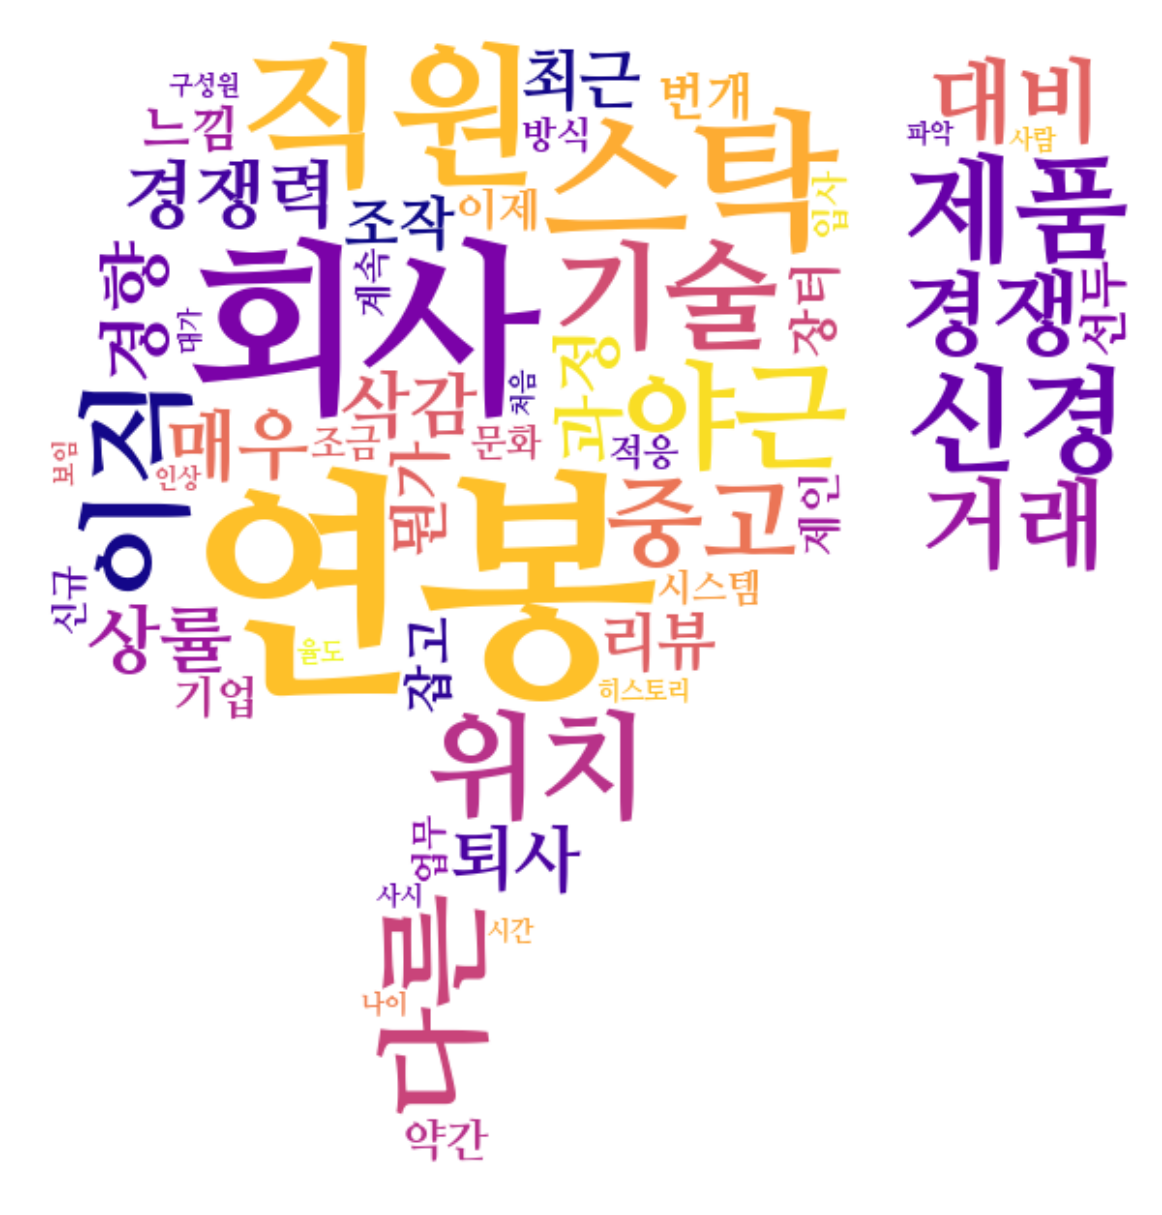 구성원
느낌
직원
최근
방식
번개
스탁
입사
대비
파악
사람
경쟁력
조작
이제
제품
경향
대가
계속
회사
기술
장터
경쟁
선두
이직
매우
조금
삭감
처음
문화
과정
적응
야근
신경
보임
인상
뭔가
연봉
중고
제인
거래
신규
상률
기업
율도
잡고
시스템
리뷰
히스토리
위치
업무
퇴사
사시
다른
시간
나이
약간